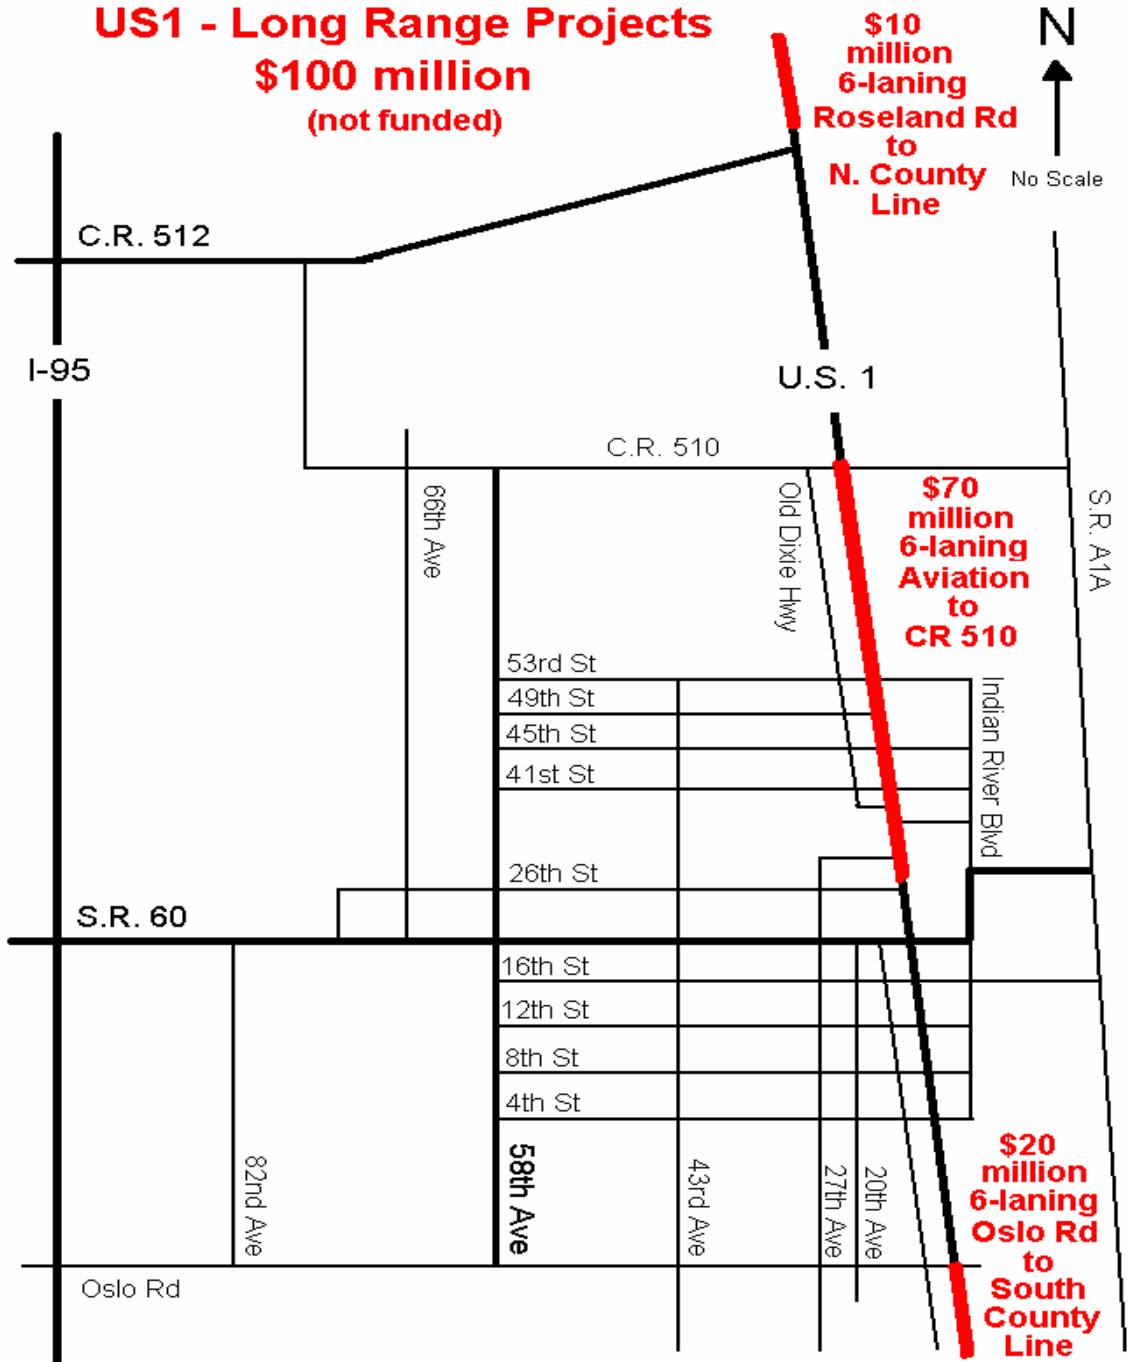 US1 - Long Range Projects
$100 million
(not funded)
$10
million
6-laning
Roseland Rd
to
N. County
Line
N
No Scale
C.R. 512
I-95
U.S. 1
C.R. 510
66th Ave
Old Dixie Hwy
$70
million
6-laning
Aviation
to
CR 510
S.R. A1A
53rd St
49th St
45th St
41st St
Indian River Blvd
26th St
S.R. 60
16th St
12th St
8th St
4th St
82nd Ave
58th Ave
43rd Ave
27th Ave
20th Ave
$20
million
6-laning
Oslo Rd
to
South
County
Line
Oslo Rd